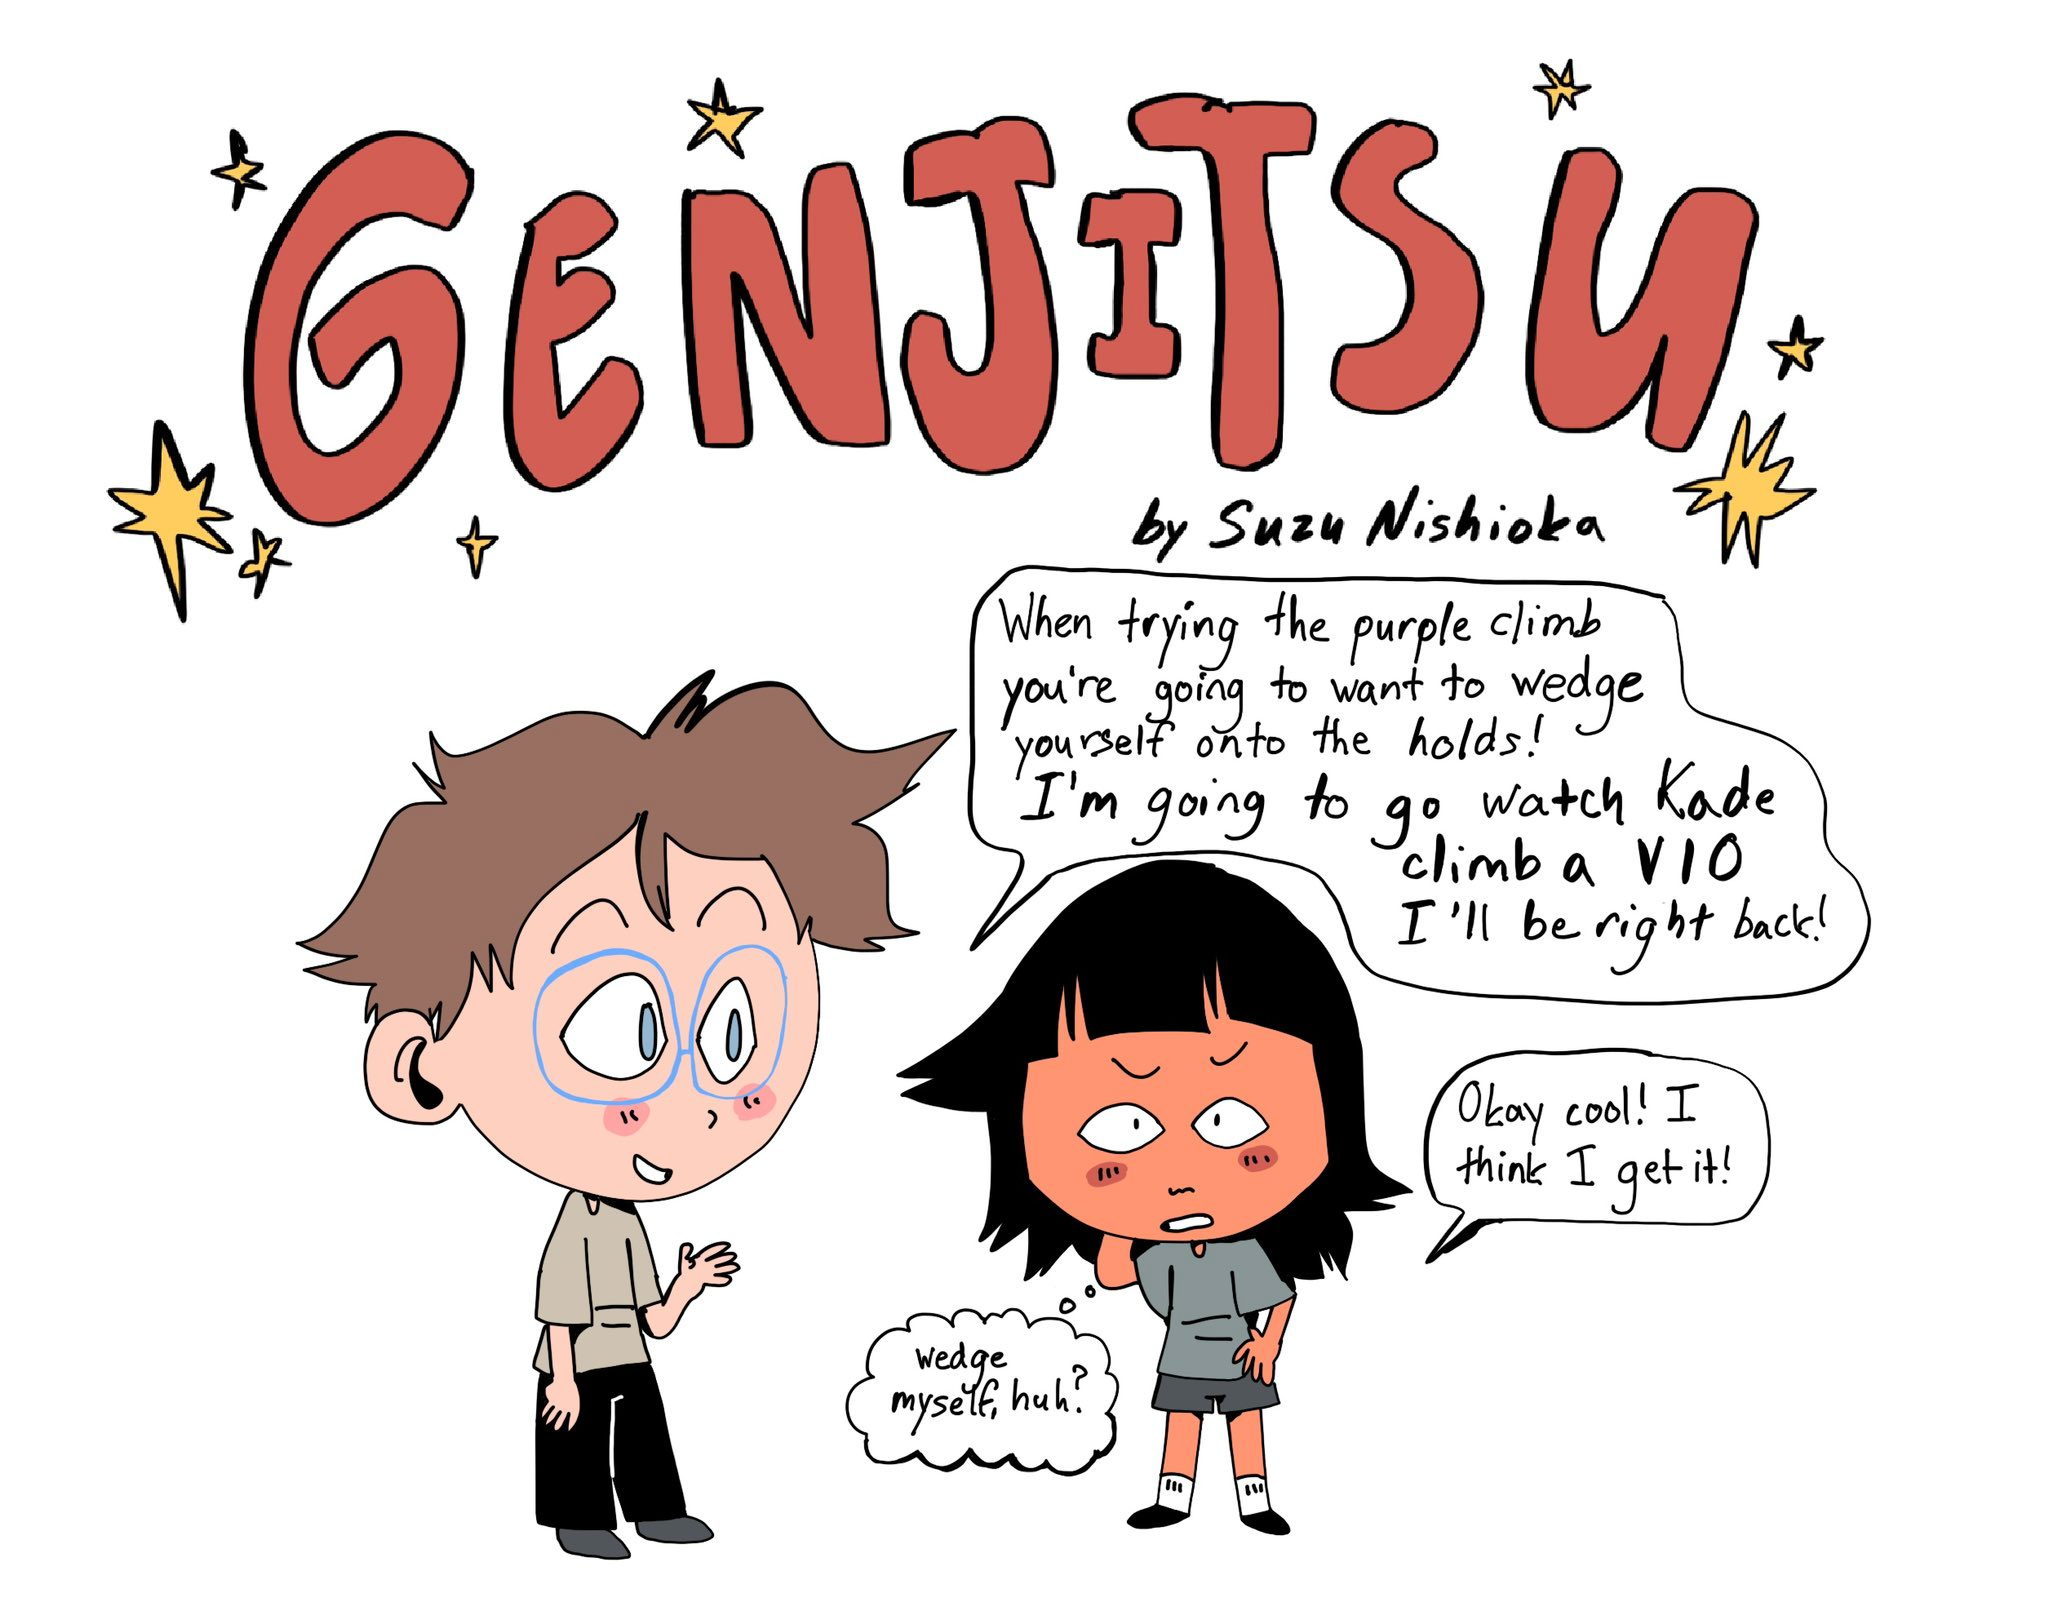 GENJITSU
by Suzu Nishioka
When trying the purple climb
you're going to want to wedge
yourself onto the holds!
I'm going to go watch Kade
climb a V10
I'll be right back!
Okay cool! I
think I get it!
wedge
myself, huh?